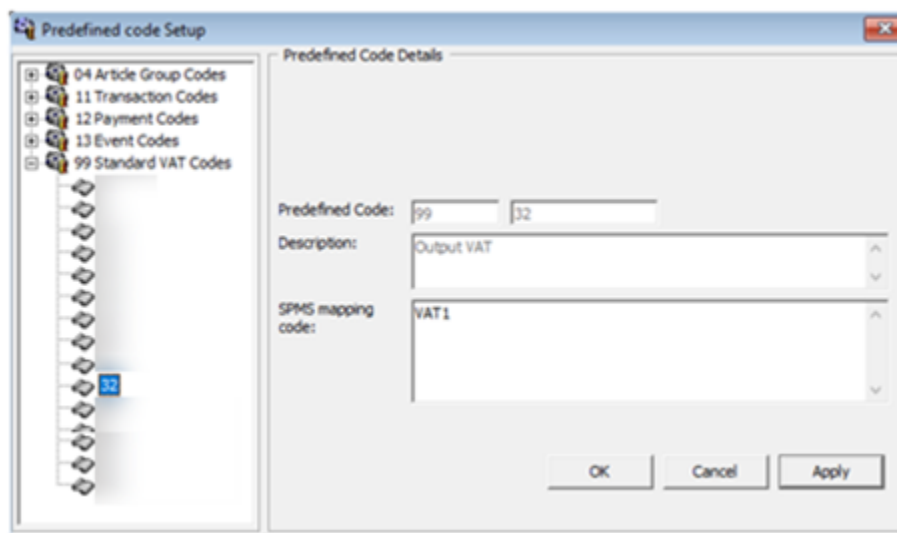 Predefined code Setup
04 Article Group Codes
11 Transaction Codes
12 Payment Codes
13 Event Codes
99 Standard VAT Codes
32
Predefined Code Details
Predefined Code: 99 32
Description: Output VAT
SPMS mapping code: VAT1
OK Cancel Apply